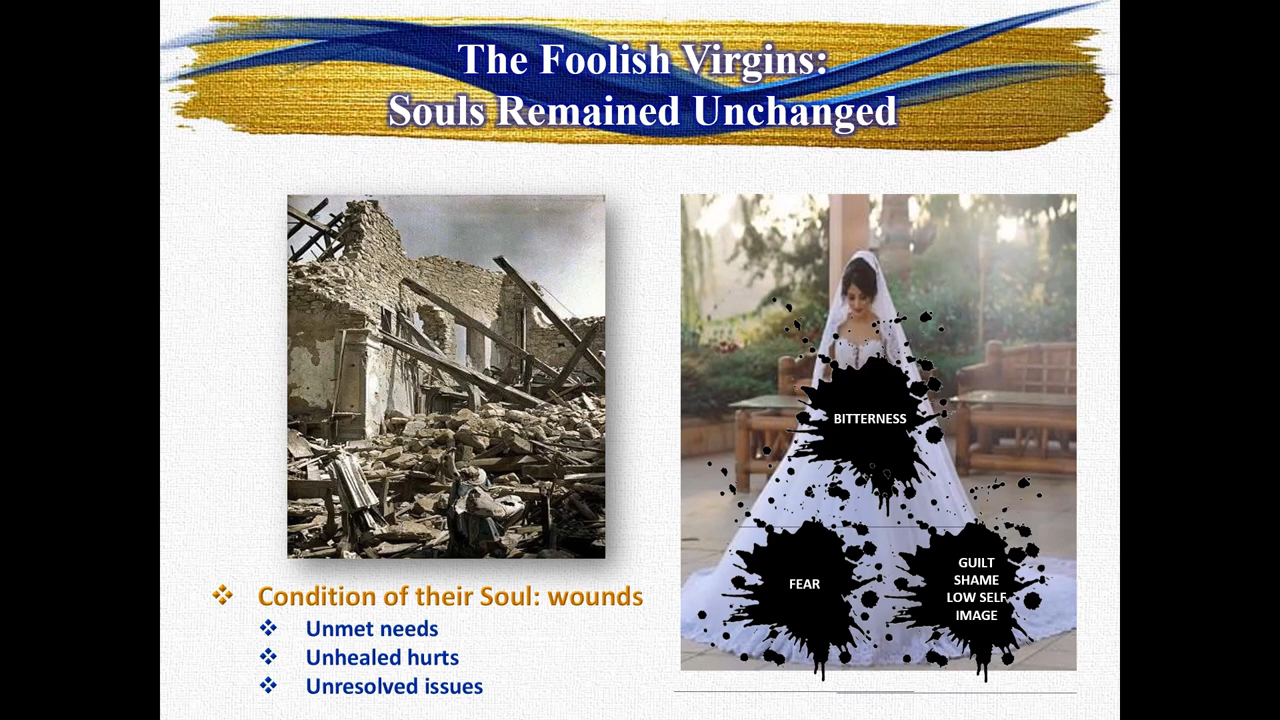 The Foolish Virgins:
Souls Remained Unchanged
BITTERNESS
FEAR
GUILT
SHAME
LOW SELF
IMAGE
Condition of their Soul: wounds
Unmet needs
Unhealed hurts
Unresolved issues